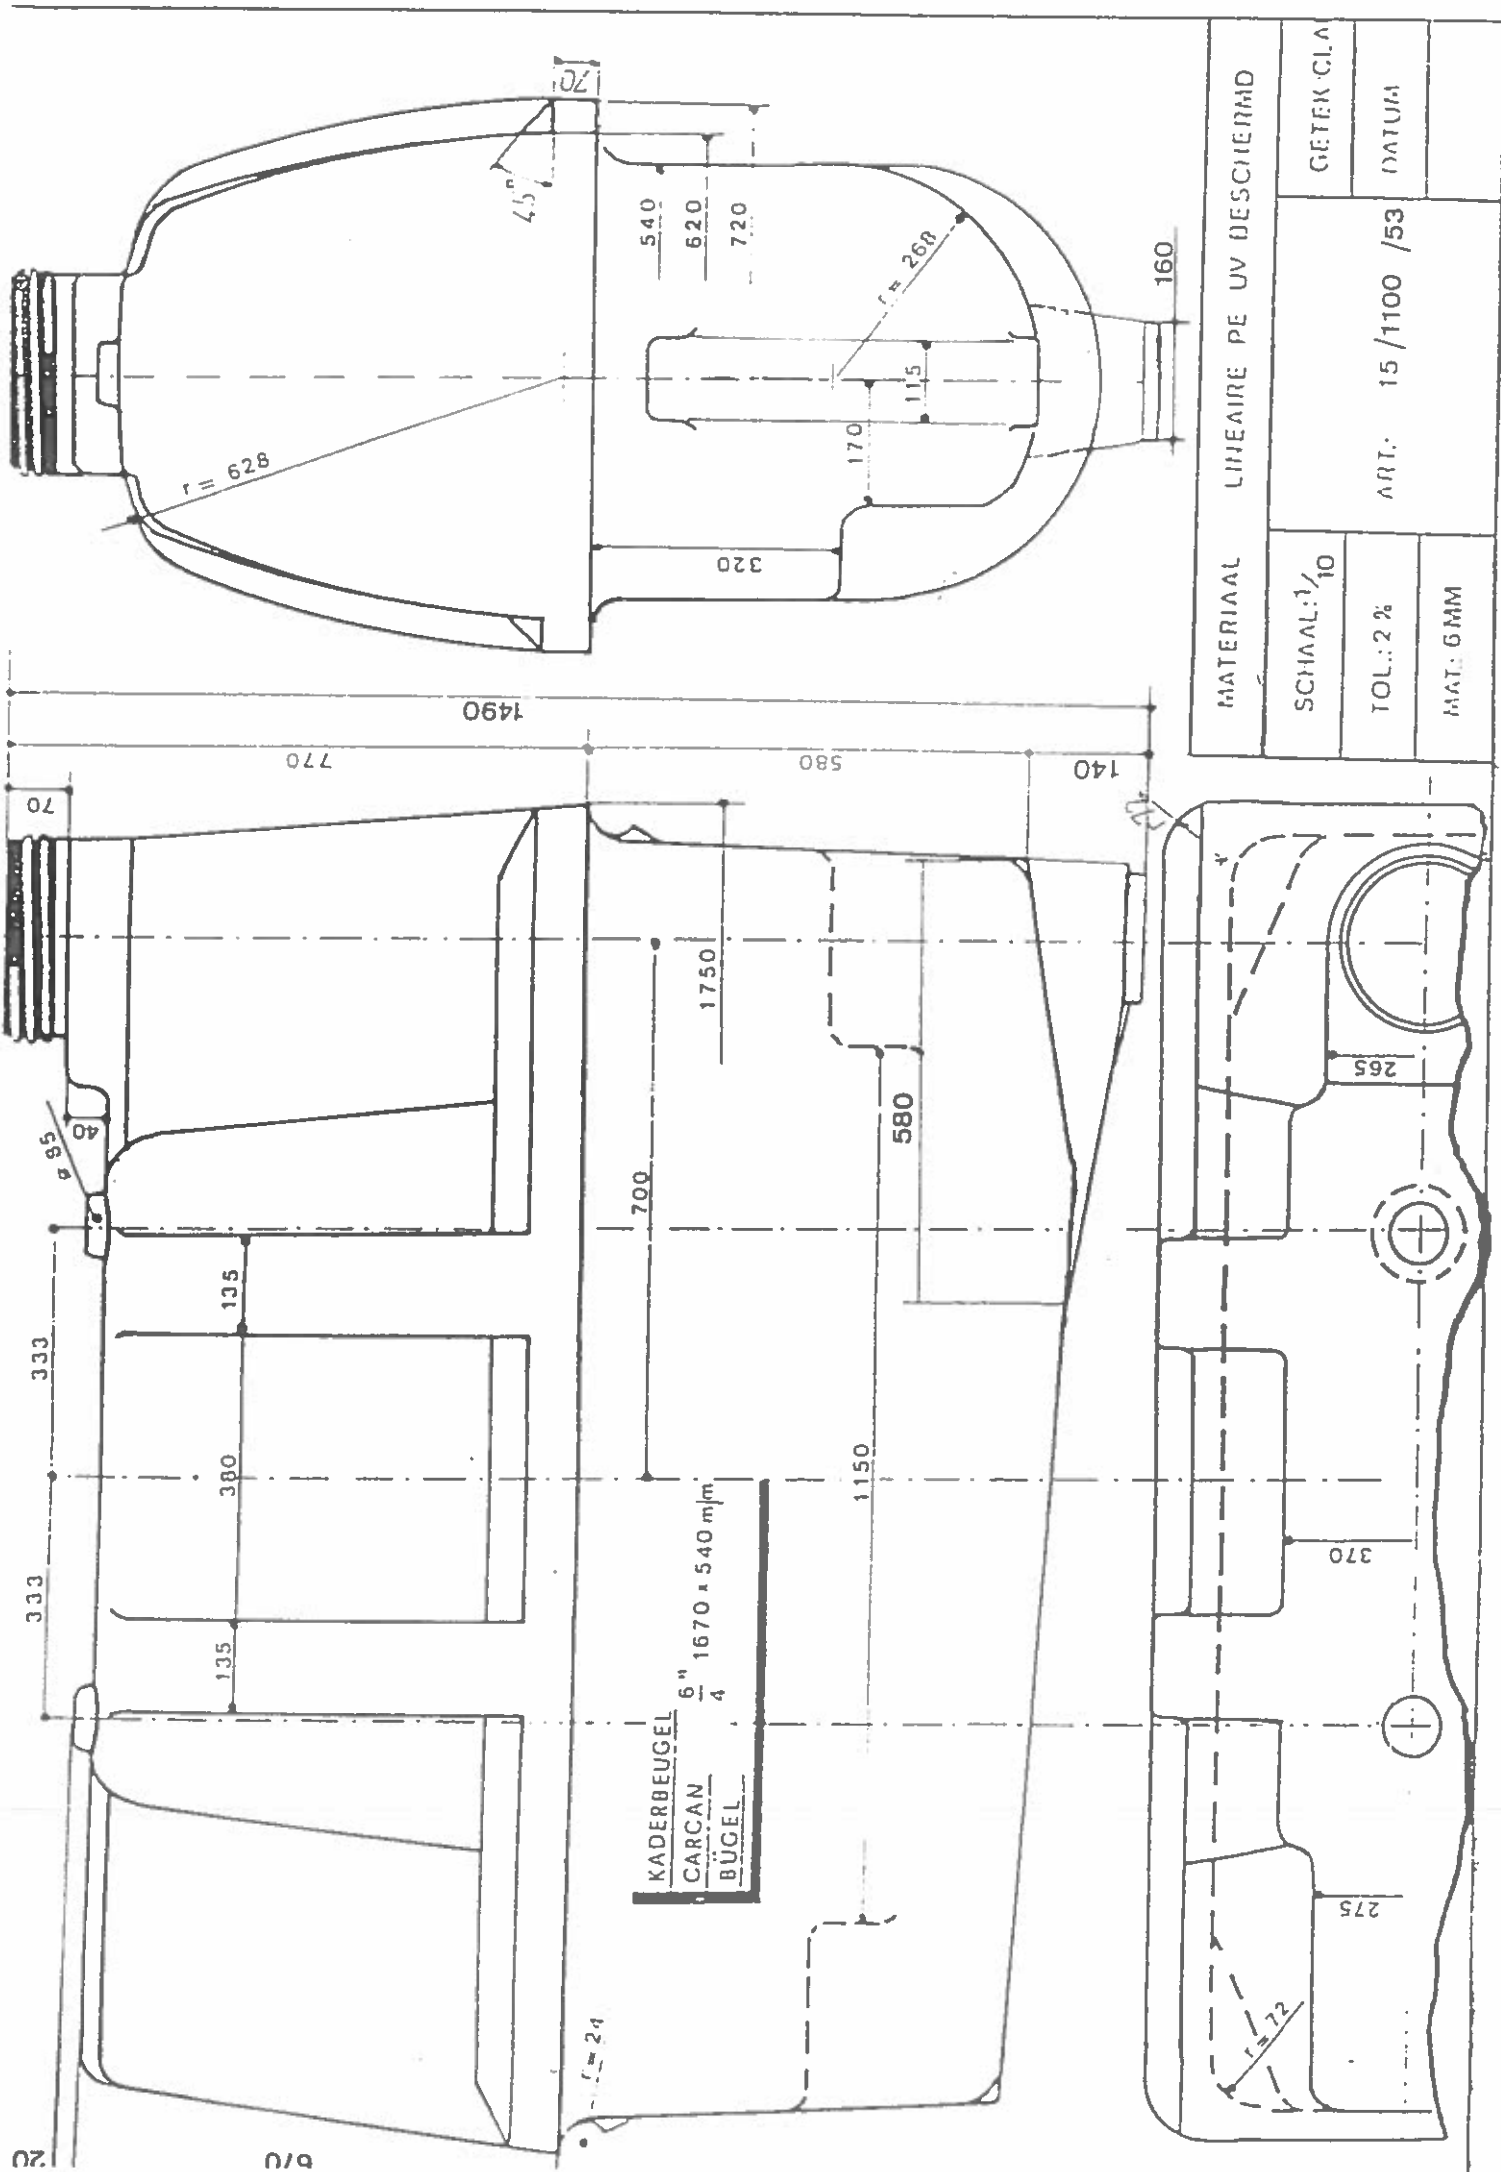 70
45°
540
620
720
r = 268
r = 628
115
170
320
160
1490
770
580
140
70
40
ø 95
333
333
135
380
135
700
1750
580
1150
KADERBEUGEL
CARCAN 6"/4 1670 x 540 m/m
BÜGEL
r = 24
20
670
265
370
275
r = 72
MATERIAAL LINEAIRE PE UV BESCHERMD
SCHAAL: 1/10
TOL.: 2 %
MAT.: 6 MM
ART.: 15 /1100 /53
GETEK. CLA
DATUM